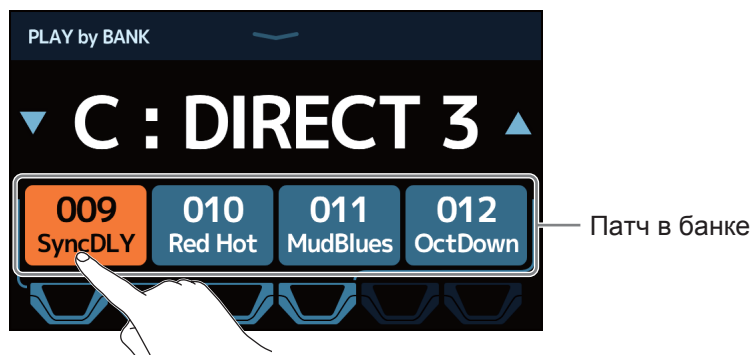 PLAY by BANK
C : DIRECT 3
009 010 011 012
SyncDLY Red Hot MudBlues OctDown
Патч в банке